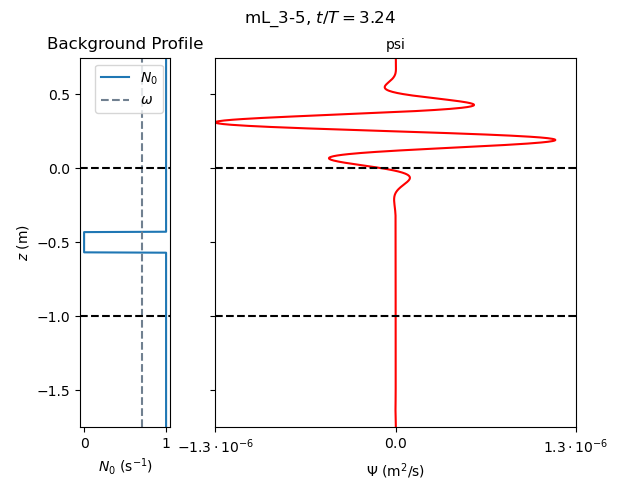 mL_3-5, t/T = 3.24
Background Profile
psi
N₀
ω
0.5
0.0
−0.5
−1.0
−1.5
z (m)
0 1
N₀ (s⁻¹)
−1.3 · 10⁻⁶ 0.0 1.3 · 10⁻⁶
Ψ (m²/s)